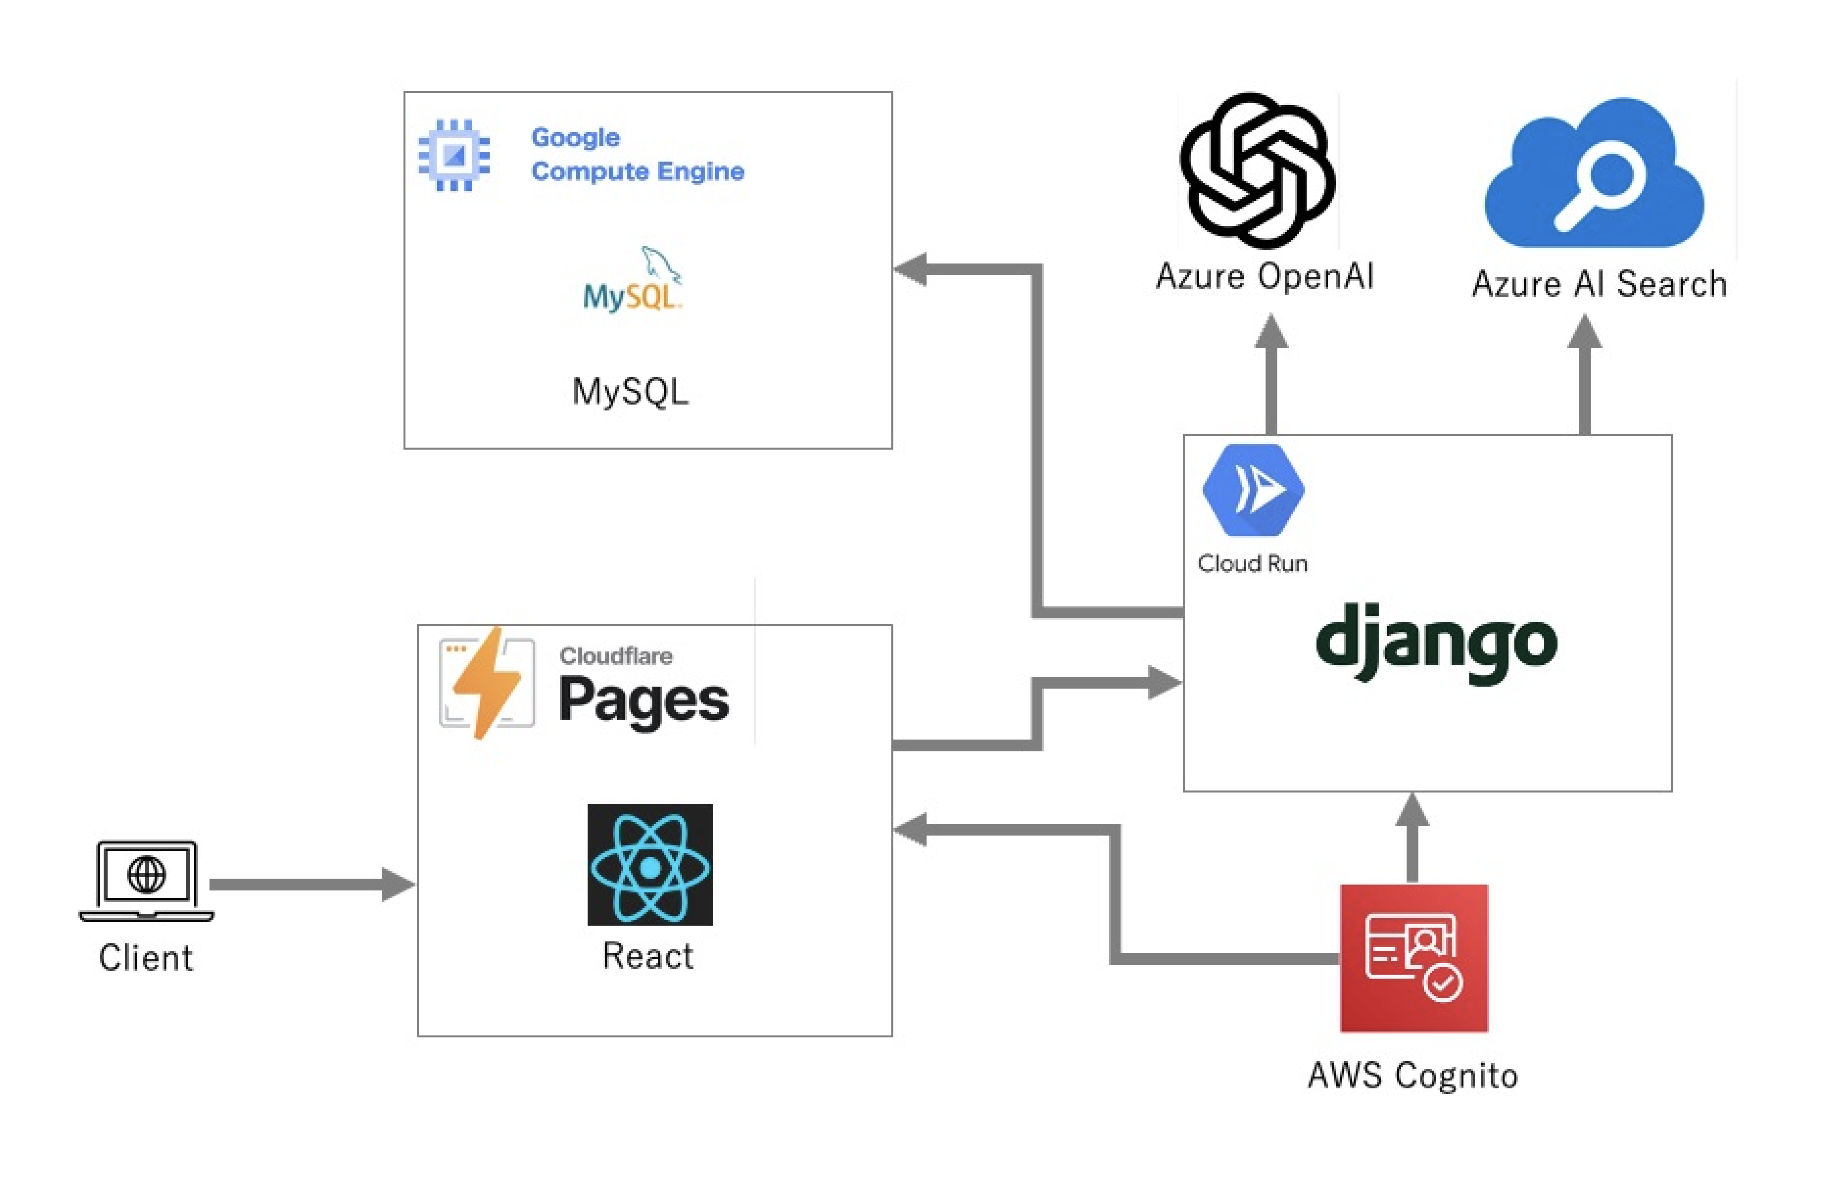 Google
Compute Engine
MySQL
MySQL
Azure OpenAI
Azure AI Search
Cloud Run
django
Cloudflare
Pages
React
Client
AWS Cognito